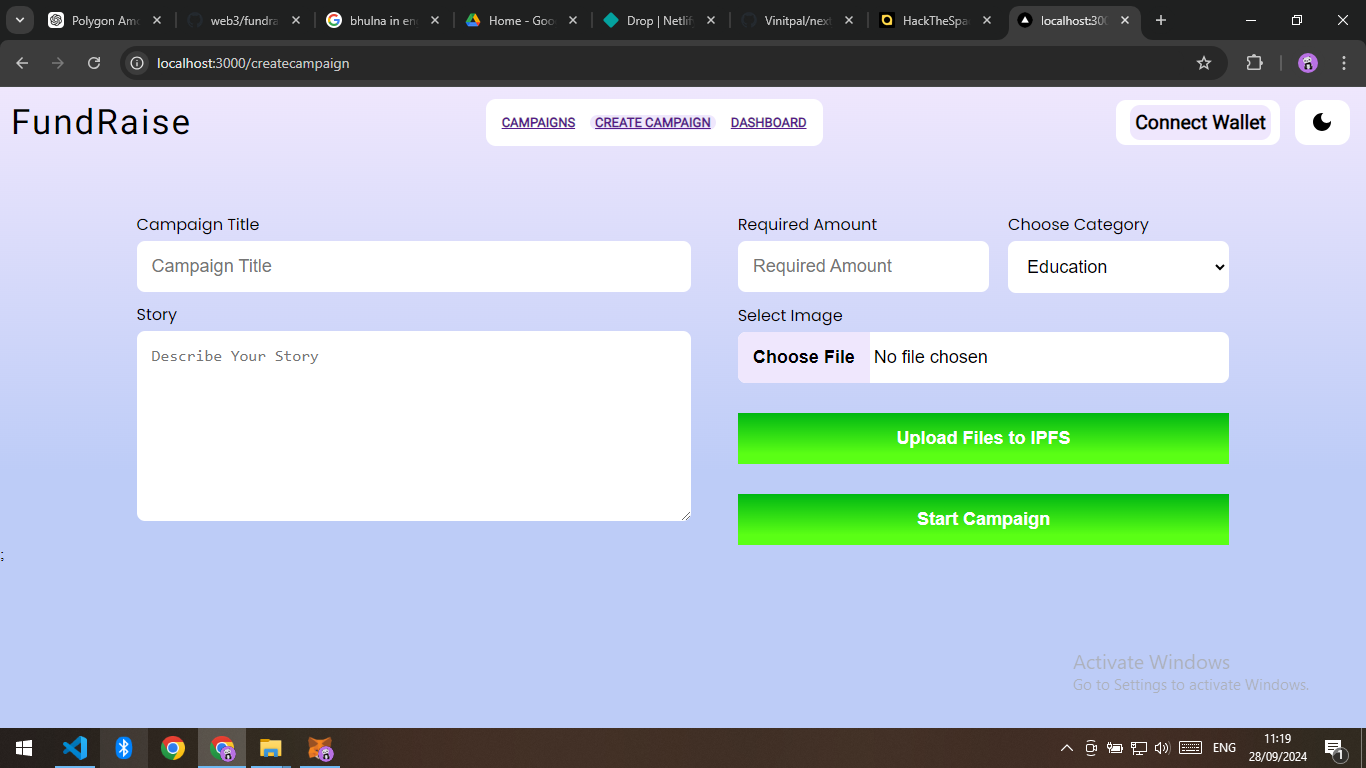 Polygon Amo
web3/fundra
bhulna in en
Home - Goo
Drop | Netlif
Vinitpal/next
HackTheSpa
localhost:300
localhost:3000/createcampaign
FundRaise
CAMPAIGNS
CREATE CAMPAIGN
DASHBOARD
Connect Wallet
Campaign Title
Required Amount
Choose Category
Campaign Title
Required Amount
Education
Story
Select Image
Describe Your Story
Choose File No file chosen
Upload Files to IPFS
Start Campaign
;
Activate Windows
Go to Settings to activate Windows.
ENG
11:19
28/09/2024
1